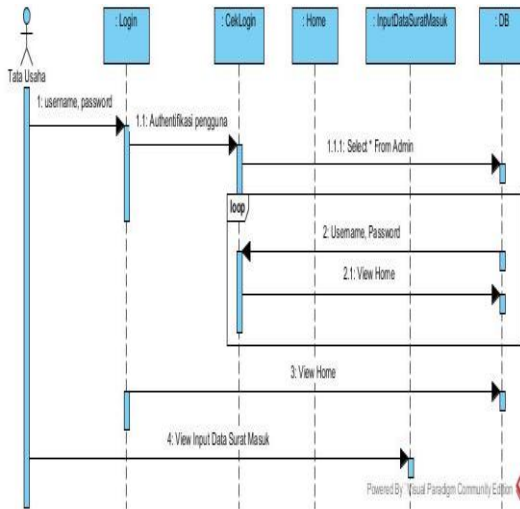 : Login
: CekLogin
: Home
: InputDataSuratMasuk
: DB
Tata Usaha
1: username, password
1.1: Authentifikasi pengguna
1.1.1: Select * From Admin
loop
2: Username, Password
2.1: View Home
3: View Home
4: View Input Data Surat Masuk
Powered By Visual Paradigm Community Edition